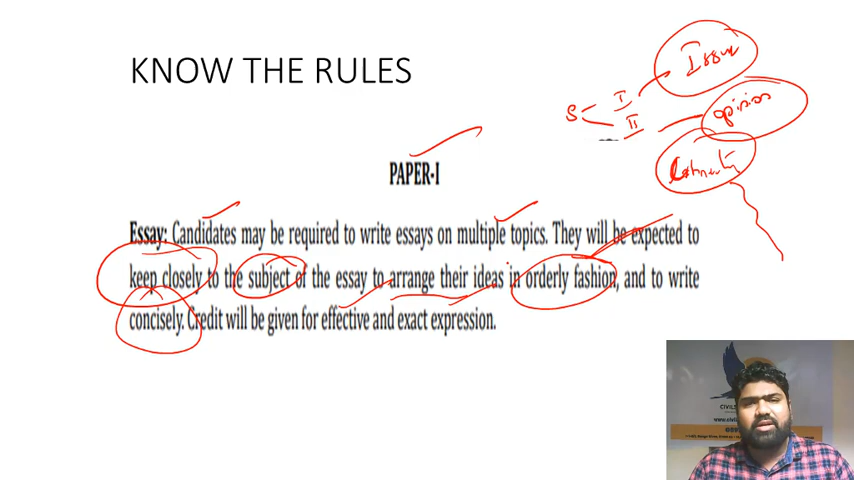 KNOW THE RULES
Issue
I
S
II
opinion
PAPER-I
Essay: Candidates may be required to write essays on multiple topics. They will be expected to
keep closely to the subject of the essay to arrange their ideas in orderly fashion, and to write
concisely. Credit will be given for effective and exact expression.
CIVILS